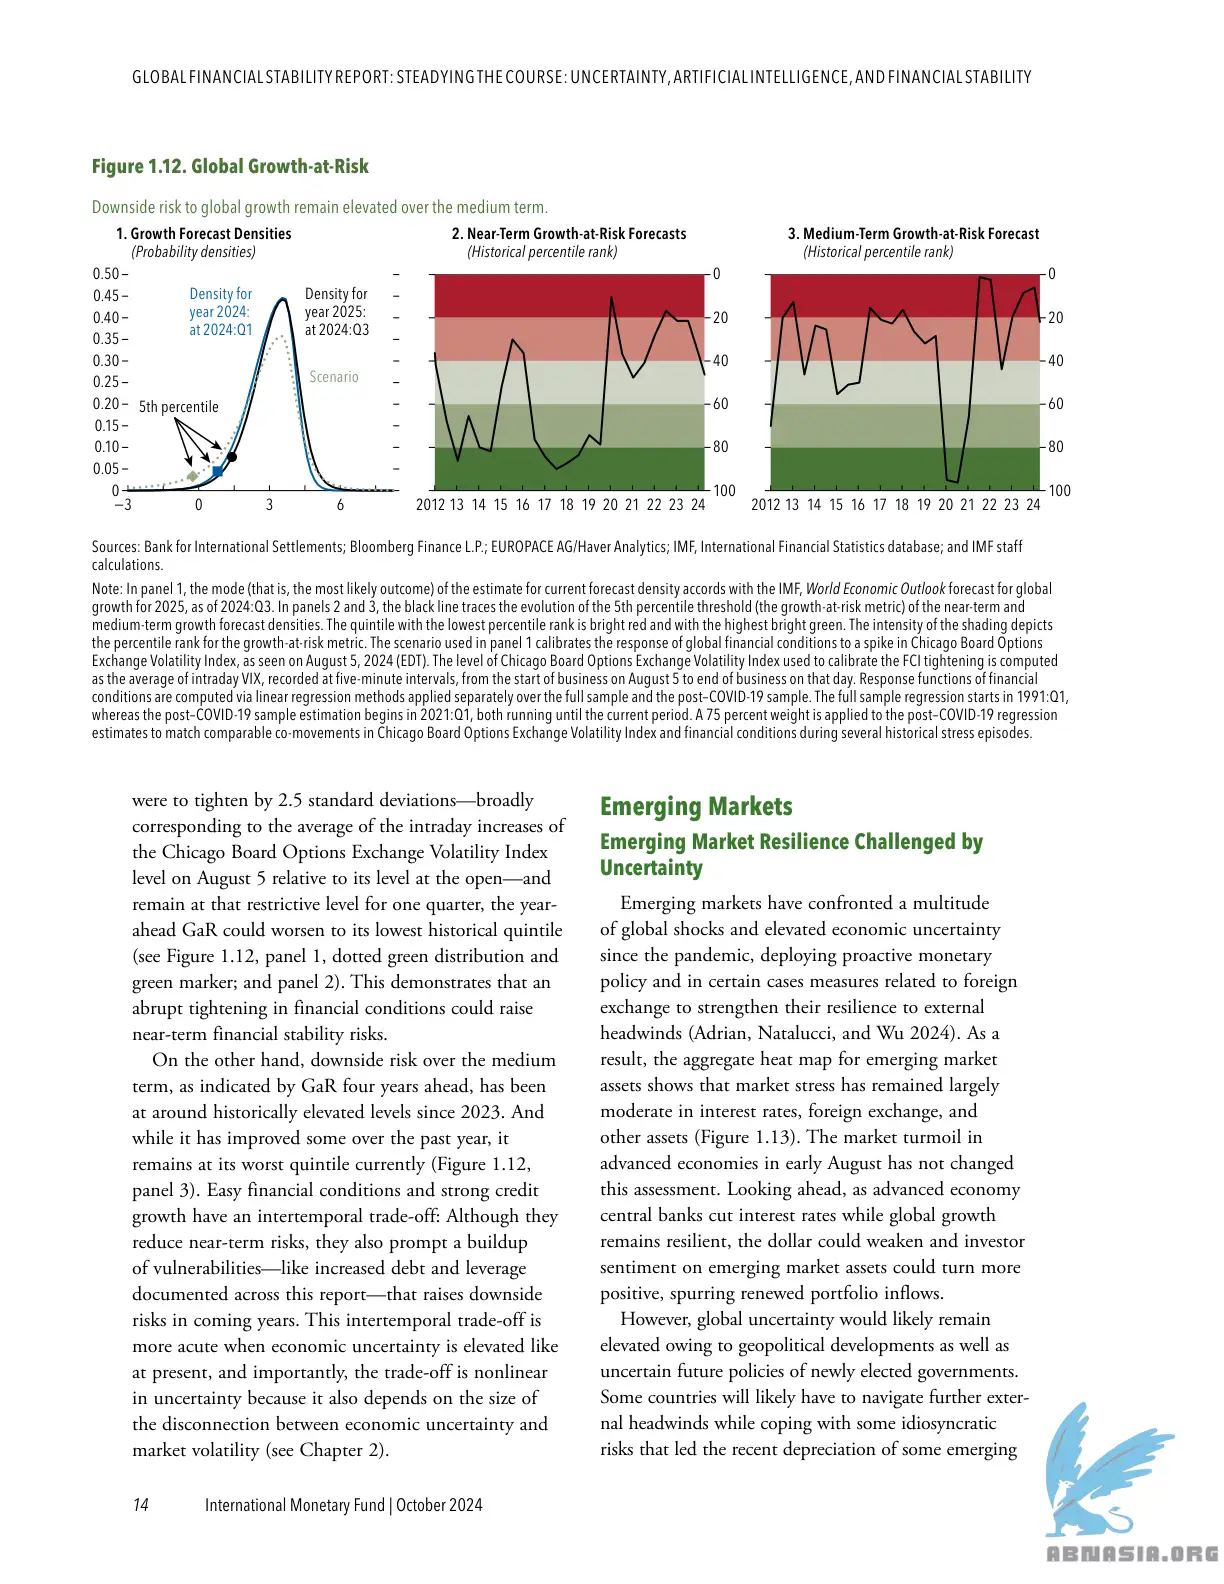 GLOBAL FINANCIAL STABILITY REPORT: STEADYING THE COURSE: UNCERTAINTY, ARTIFICIAL INTELLIGENCE, AND FINANCIAL STABILITY
Figure 1.12. Global Growth-at-Risk
Downside risk to global growth remain elevated over the medium term.
1. Growth Forecast Densities
(Probability densities)
0.50
0.45
0.40
0.35
0.30
0.25
0.20
0.15
0.10
0.05
0
Density for
year 2024:
at 2024:Q1
Density for
year 2025:
at 2024:Q3
Scenario
5th percentile
–3 0 3 6
2. Near-Term Growth-at-Risk Forecasts
(Historical percentile rank)
0
20
40
60
80
100
2012 13 14 15 16 17 18 19 20 21 22 23 24
3. Medium-Term Growth-at-Risk Forecast
(Historical percentile rank)
0
20
40
60
80
100
2012 13 14 15 16 17 18 19 20 21 22 23 24
Sources: Bank for International Settlements; Bloomberg Finance L.P.; EUROPACE AG/Haver Analytics; IMF, International Financial Statistics database; and IMF staff
calculations.
Note: In panel 1, the mode (that is, the most likely outcome) of the estimate for current forecast density accords with the IMF, World Economic Outlook forecast for global
growth for 2025, as of 2024:Q3. In panels 2 and 3, the black line traces the evolution of the 5th percentile threshold (the growth-at-risk metric) of the near-term and
medium-term growth forecast densities. The quintile with the lowest percentile rank is bright red and with the highest bright green. The intensity of the shading depicts
the percentile rank for the growth-at-risk metric. The scenario used in panel 1 calibrates the response of global financial conditions to a spike in Chicago Board Options
Exchange Volatility Index, as seen on August 5, 2024 (EDT). The level of Chicago Board Options Exchange Volatility Index used to calibrate the FCI tightening is computed
as the average of intraday VIX, recorded at five-minute intervals, from the start of business on August 5 to end of business on that day. Response functions of financial
conditions are computed via linear regression methods applied separately over the full sample and the post–COVID-19 sample. The full sample regression starts in 1991:Q1,
whereas the post–COVID-19 sample estimation begins in 2021:Q1, both running until the current period. A 75 percent weight is applied to the post–COVID-19 regression
estimates to match comparable co-movements in Chicago Board Options Exchange Volatility Index and financial conditions during several historical stress episodes.
were to tighten by 2.5 standard deviations—broadly
corresponding to the average of the intraday increases of
the Chicago Board Options Exchange Volatility Index
level on August 5 relative to its level at the open—and
remain at that restrictive level for one quarter, the year-
ahead GaR could worsen to its lowest historical quintile
(see Figure 1.12, panel 1, dotted green distribution and
green marker; and panel 2). This demonstrates that an
abrupt tightening in financial conditions could raise
near-term financial stability risks.
On the other hand, downside risk over the medium
term, as indicated by GaR four years ahead, has been
at around historically elevated levels since 2023. And
while it has improved some over the past year, it
remains at its worst quintile currently (Figure 1.12,
panel 3). Easy financial conditions and strong credit
growth have an intertemporal trade-off: Although they
reduce near-term risks, they also prompt a buildup
of vulnerabilities—like increased debt and leverage
documented across this report—that raises downside
risks in coming years. This intertemporal trade-off is
more acute when economic uncertainty is elevated like
at present, and importantly, the trade-off is nonlinear
in uncertainty because it also depends on the size of
the disconnection between economic uncertainty and
market volatility (see Chapter 2).
Emerging Markets
Emerging Market Resilience Challenged by
Uncertainty
Emerging markets have confronted a multitude
of global shocks and elevated economic uncertainty
since the pandemic, deploying proactive monetary
policy and in certain cases measures related to foreign
exchange to strengthen their resilience to external
headwinds (Adrian, Natalucci, and Wu 2024). As a
result, the aggregate heat map for emerging market
assets shows that market stress has remained largely
moderate in interest rates, foreign exchange, and
other assets (Figure 1.13). The market turmoil in
advanced economies in early August has not changed
this assessment. Looking ahead, as advanced economy
central banks cut interest rates while global growth
remains resilient, the dollar could weaken and investor
sentiment on emerging market assets could turn more
positive, spurring renewed portfolio inflows.
However, global uncertainty would likely remain
elevated owing to geopolitical developments as well as
uncertain future policies of newly elected governments.
Some countries will likely have to navigate further exter-
nal headwinds while coping with some idiosyncratic
risks that led the recent depreciation of some emerging
14 International Monetary Fund | October 2024
ABNASIA.ORG